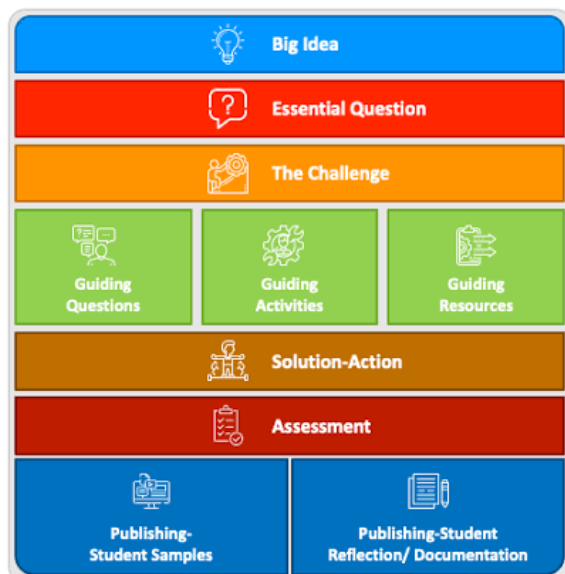 Big Idea
?
Essential Question
The Challenge
Guiding
Questions
Guiding
Activities
Guiding
Resources
Solution-Action
Assessment
Publishing-
Student Samples
Publishing-Student
Reflection/ Documentation